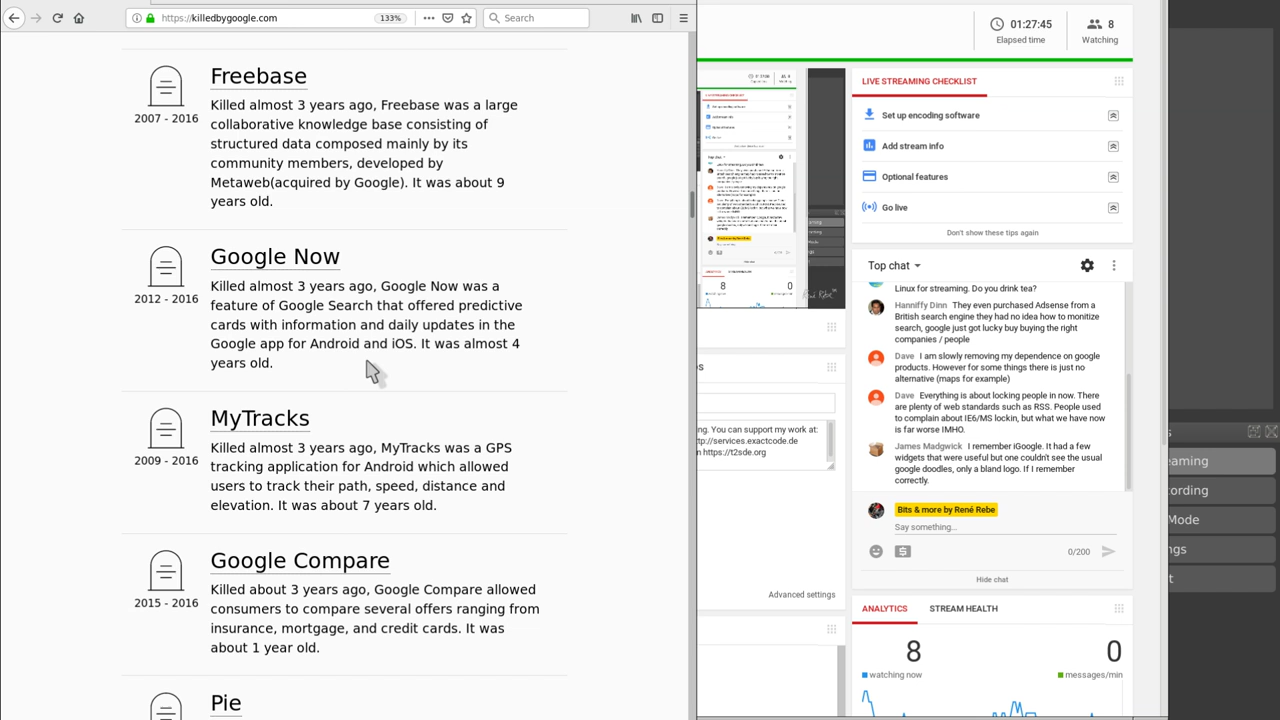 https://killedbygoogle.com
133%
Search
Freebase
Killed almost 3 years ago, Freebase was a large
collaborative knowledge base consisting of
structured data composed mainly by its
community members, developed by
Metaweb(acquired by Google). It was about 9
years old.
2007 - 2016
Google Now
Killed almost 3 years ago, Google Now was a
feature of Google Search that offered predictive
cards with information and daily updates in the
Google app for Android and iOS. It was almost 4
years old.
2012 - 2016
MyTracks
Killed almost 3 years ago, MyTracks was a GPS
tracking application for Android which allowed
users to track their path, speed, distance and
elevation. It was about 7 years old.
2009 - 2016
Google Compare
Killed about 3 years ago, Google Compare allowed
consumers to compare several offers ranging from
insurance, mortgage, and credit cards. It was
about 1 year old.
2015 - 2016
Pie
01:27:45
Elapsed time
8
Watching
LIVE STREAMING CHECKLIST
Set up encoding software
Add stream info
Optional features
Go live
Don't show these tips again
Top chat
Linux for streaming. Do you drink tea?
Hanniffy Dinn They even purchased Adsense from a
British search engine they had no idea how to monitize
search, google just got lucky buy buying the right
companies / people
Dave I am slowly removing my dependence on google
products. However for some things there is just no
alternative (maps for example)
Dave Everything is about locking people in now. There
are plenty of web standards such as RSS. People used
to complain about IE6/MS lockin, but what we have now
is far worse IMHO.
James Madgwick I remember iGoogle. It had a few
widgets that were useful but one couldn't see the usual
google doodles, only a bland logo. If I remember
correctly.
Bits & more by René Rebe
Say something...
0/200
Hide chat
ANALYTICS
STREAM HEALTH
8
watching now
0
messages/min
ng. You can support my work at:
ttp://services.exactcode.de
n https://t2sde.org
Advanced settings
eaming
ording
Mode
ngs
t